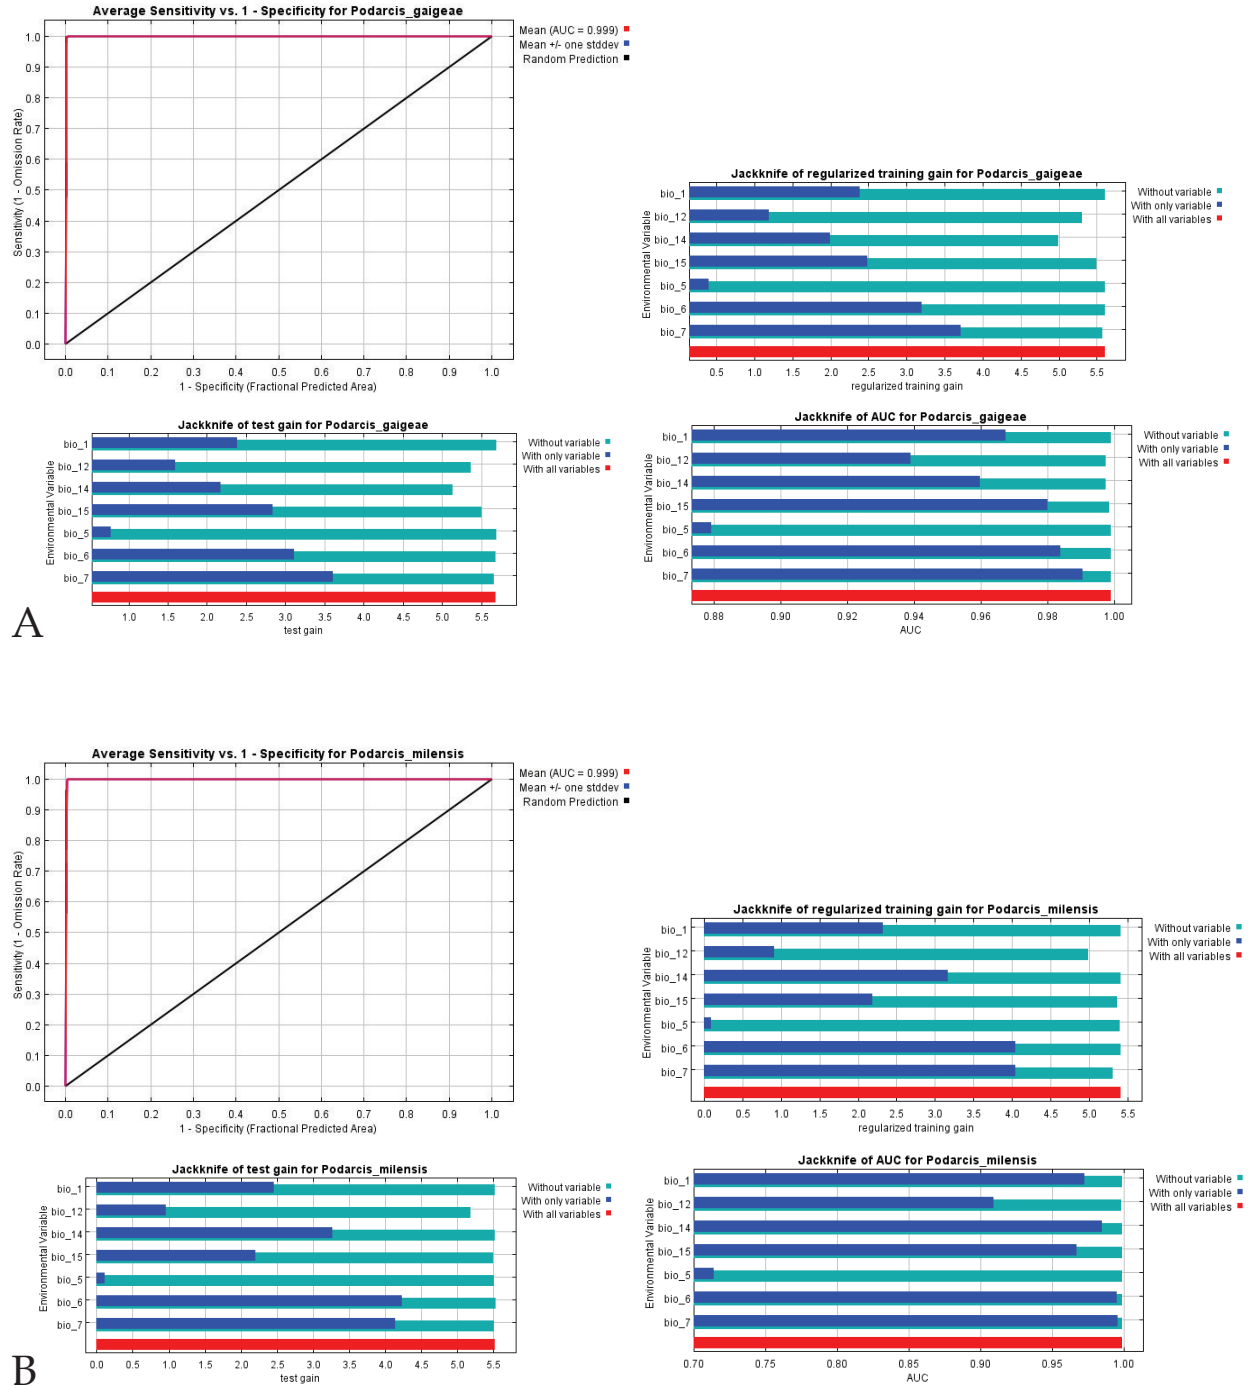 Average Sensitivity vs. 1 - Specificity for Podarcis_gaigeae
Mean (AUC = 0.999)
Mean +/- one stddev
Random Prediction
Sensitivity (1 - Omission Rate)
1.0
0.9
0.8
0.7
0.6
0.5
0.4
0.3
0.2
0.1
0.0
0.0 0.1 0.2 0.3 0.4 0.5 0.6 0.7 0.8 0.9 1.0
1 - Specificity (Fractional Predicted Area)
Jackknife of regularized training gain for Podarcis_gaigeae
Without variable
With only variable
With all variables
Environmental Variable
bio_1
bio_12
bio_14
bio_15
bio_5
bio_6
bio_7
0.5 1.0 1.5 2.0 2.5 3.0 3.5 4.0 4.5 5.0 5.5
regularized training gain
Jackknife of test gain for Podarcis_gaigeae
Without variable
With only variable
With all variables
Environmental Variable
bio_1
bio_12
bio_14
bio_15
bio_5
bio_6
bio_7
1.0 1.5 2.0 2.5 3.0 3.5 4.0 4.5 5.0 5.5
test gain
Jackknife of AUC for Podarcis_gaigeae
Without variable
With only variable
With all variables
Environmental Variable
bio_1
bio_12
bio_14
bio_15
bio_5
bio_6
bio_7
0.88 0.90 0.92 0.94 0.96 0.98 1.00
AUC
A
Average Sensitivity vs. 1 - Specificity for Podarcis_milensis
Mean (AUC = 0.999)
Mean +/- one stddev
Random Prediction
Sensitivity (1 - Omission Rate)
1.0
0.9
0.8
0.7
0.6
0.5
0.4
0.3
0.2
0.1
0.0
0.0 0.1 0.2 0.3 0.4 0.5 0.6 0.7 0.8 0.9 1.0
1 - Specificity (Fractional Predicted Area)
Jackknife of regularized training gain for Podarcis_milensis
Without variable
With only variable
With all variables
Environmental Variable
bio_1
bio_12
bio_14
bio_15
bio_5
bio_6
bio_7
0.0 0.5 1.0 1.5 2.0 2.5 3.0 3.5 4.0 4.5 5.0 5.5
regularized training gain
Jackknife of test gain for Podarcis_milensis
Without variable
With only variable
With all variables
Environmental Variable
bio_1
bio_12
bio_14
bio_15
bio_5
bio_6
bio_7
0.0 0.5 1.0 1.5 2.0 2.5 3.0 3.5 4.0 4.5 5.0 5.5
test gain
Jackknife of AUC for Podarcis_milensis
Without variable
With only variable
With all variables
Environmental Variable
bio_1
bio_12
bio_14
bio_15
bio_5
bio_6
bio_7
0.70 0.75 0.80 0.85 0.90 0.95 1.00
AUC
B